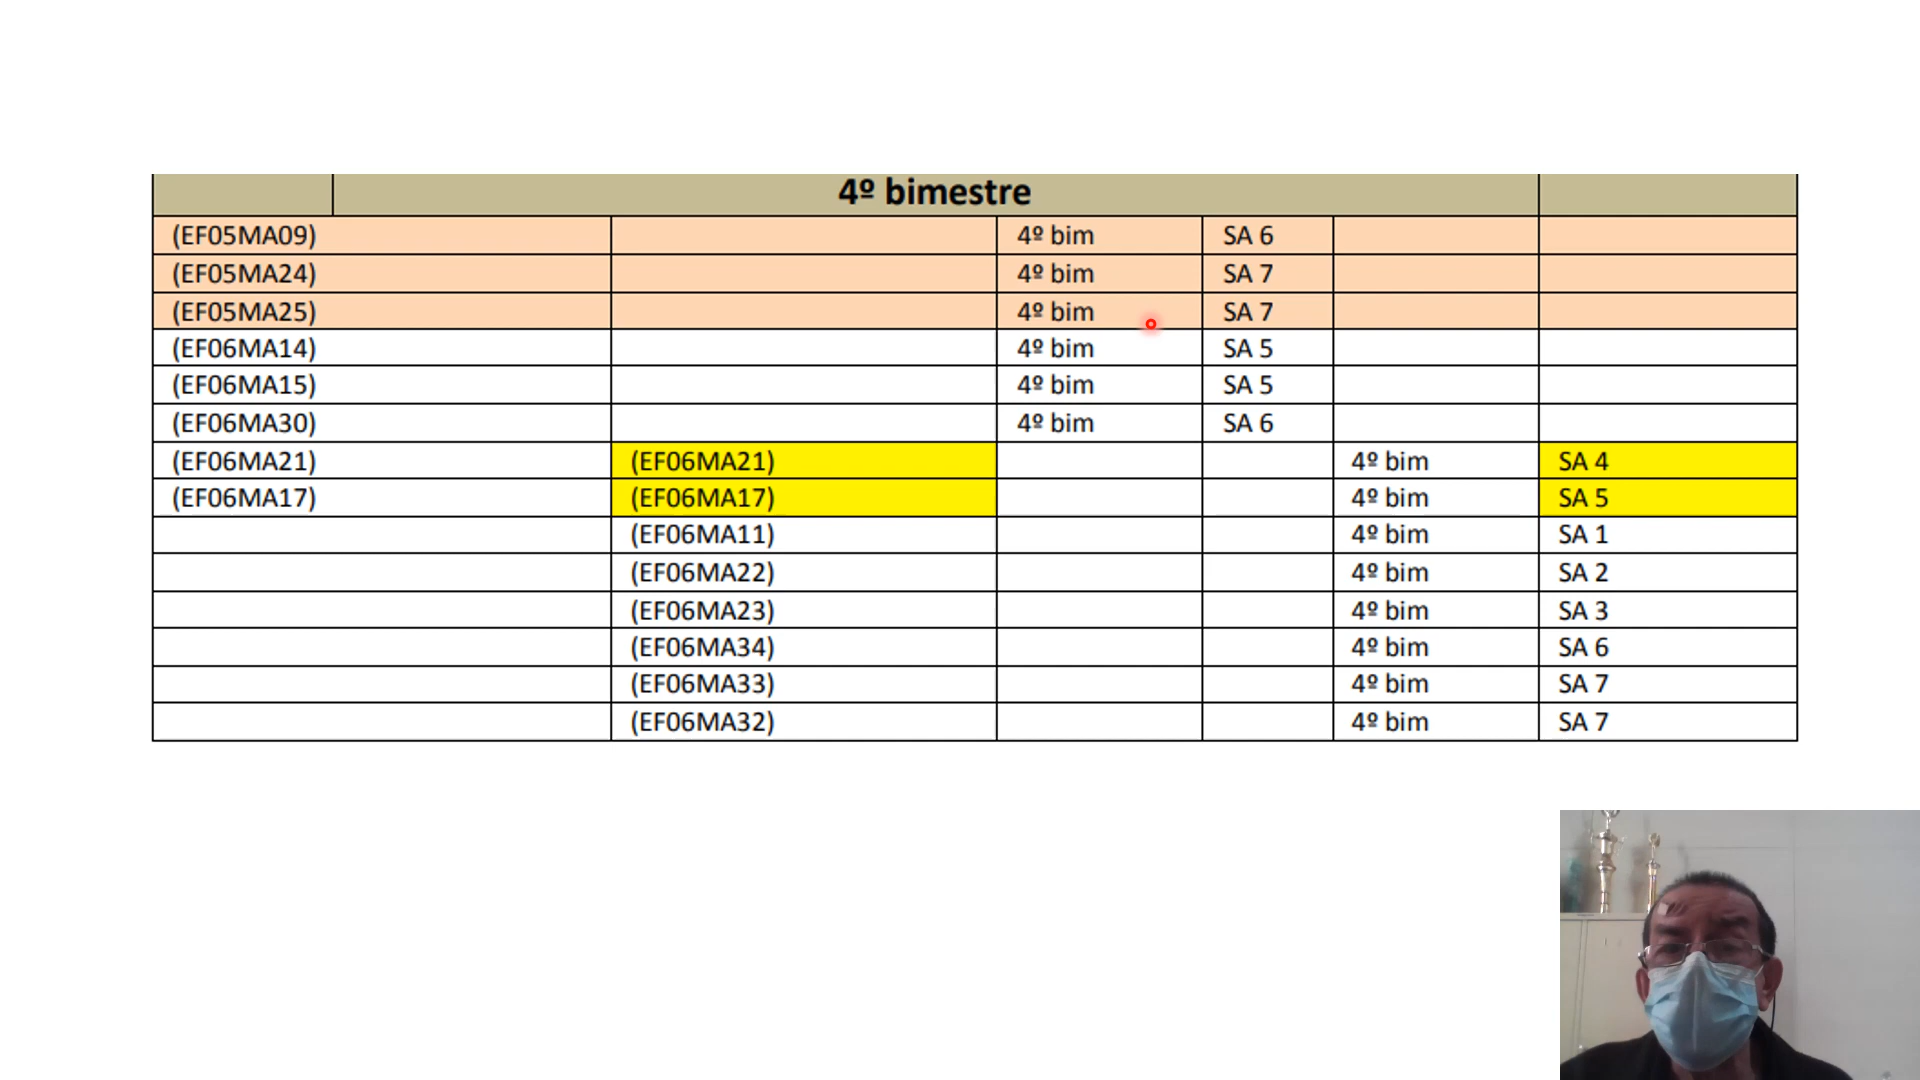 4º bimestre
(EF05MA09) 4º bim SA 6
(EF05MA24) 4º bim SA 7
(EF05MA25) 4º bim SA 7
(EF06MA14) 4º bim SA 5
(EF06MA15) 4º bim SA 5
(EF06MA30) 4º bim SA 6
(EF06MA21) (EF06MA21) 4º bim SA 4
(EF06MA17) (EF06MA17) 4º bim SA 5
(EF06MA11) 4º bim SA 1
(EF06MA22) 4º bim SA 2
(EF06MA23) 4º bim SA 3
(EF06MA34) 4º bim SA 6
(EF06MA33) 4º bim SA 7
(EF06MA32) 4º bim SA 7